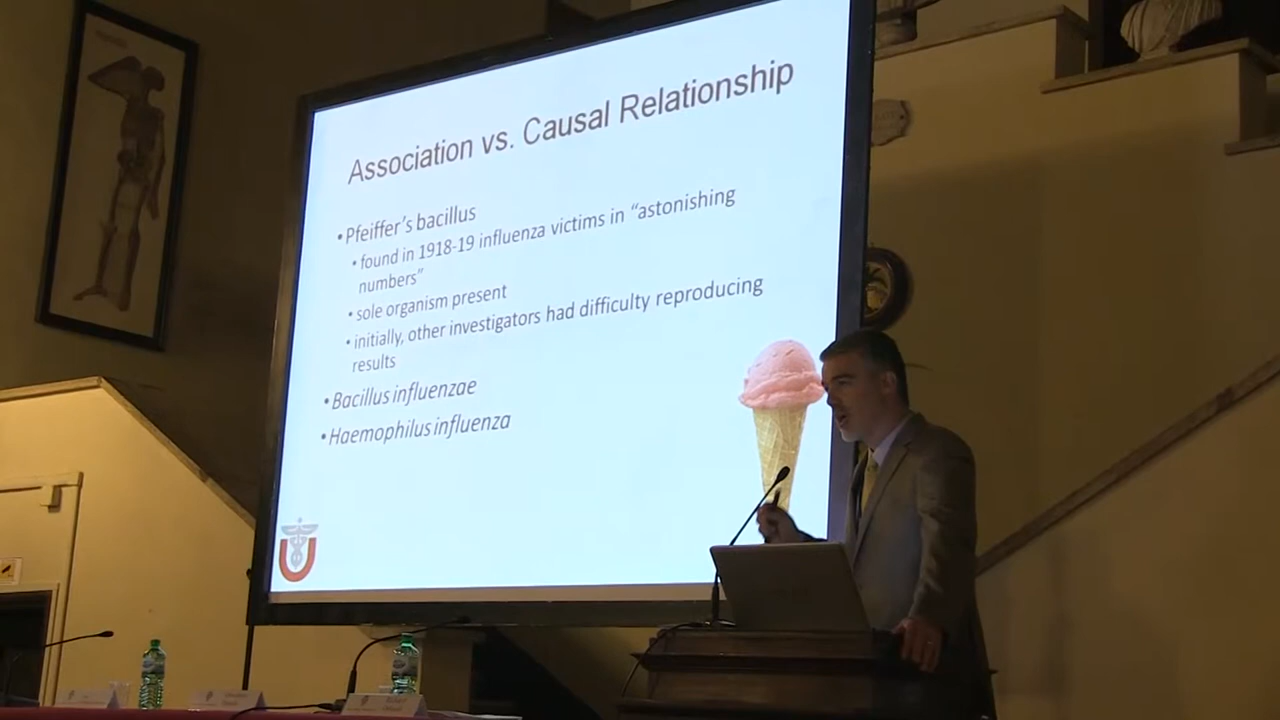 Association vs. Causal Relationship
•Pfeiffer's bacillus
•found in 1918-19 influenza victims in "astonishing
numbers"
•sole organism present
•initially, other investigators had difficulty reproducing
results
•Bacillus influenzae
•Haemophilus influenza